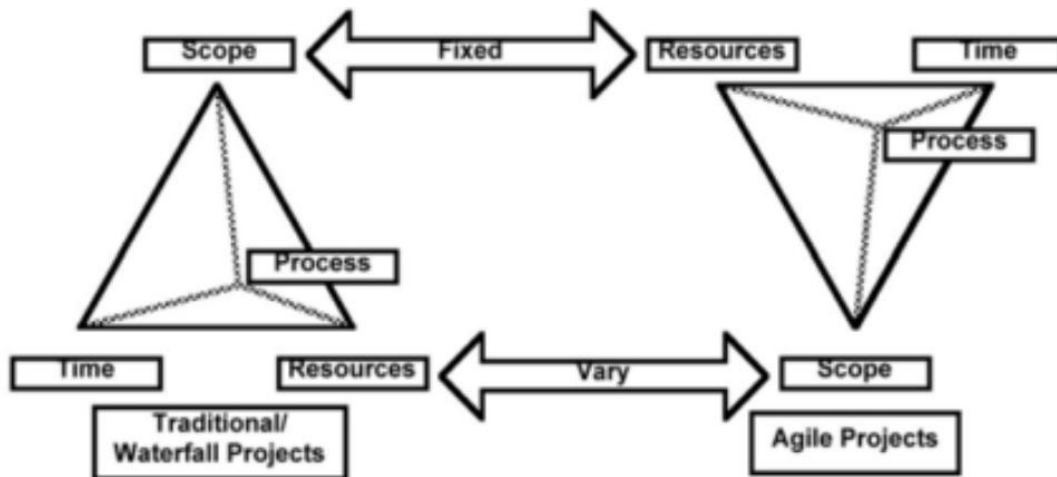 Scope
Fixed
Resources
Time
Process
Process
Time
Resources
Vary
Scope
Traditional/
Waterfall Projects
Agile Projects